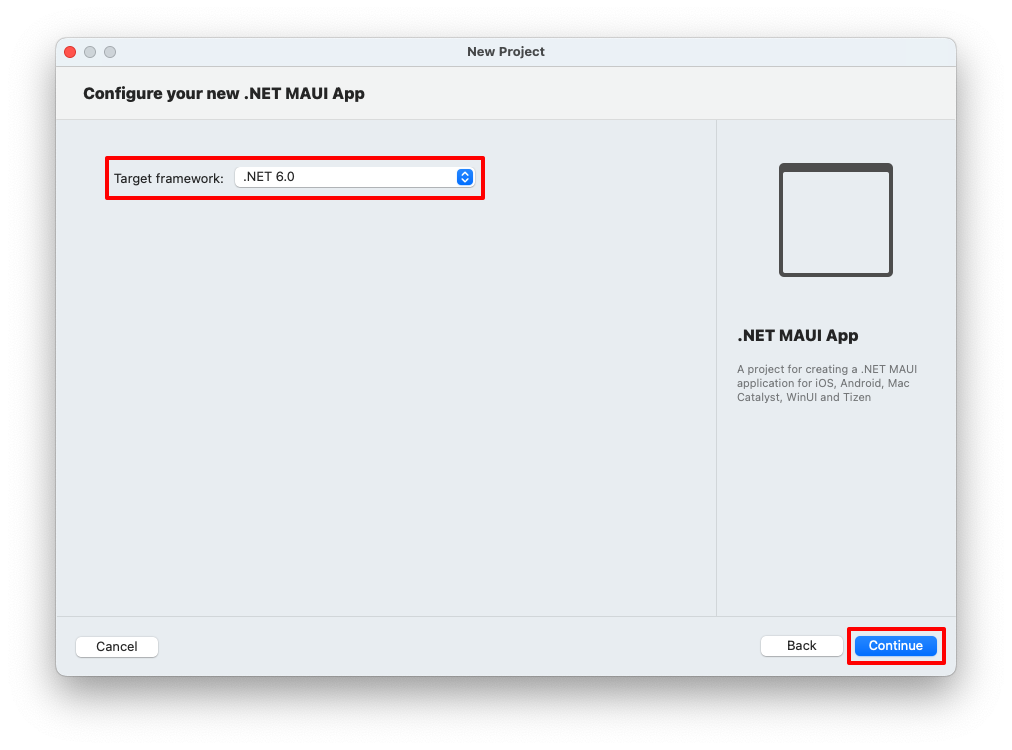 New Project
Configure your new .NET MAUI App
Target framework: .NET 6.0
.NET MAUI App
A project for creating a .NET MAUI
application for iOS, Android, Mac
Catalyst, WinUI and Tizen
Cancel Back Continue